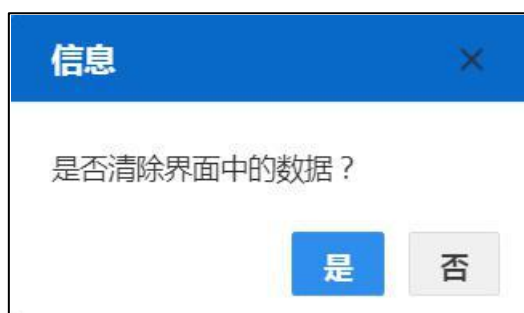 信息
是否清除界面中的数据？
是 否